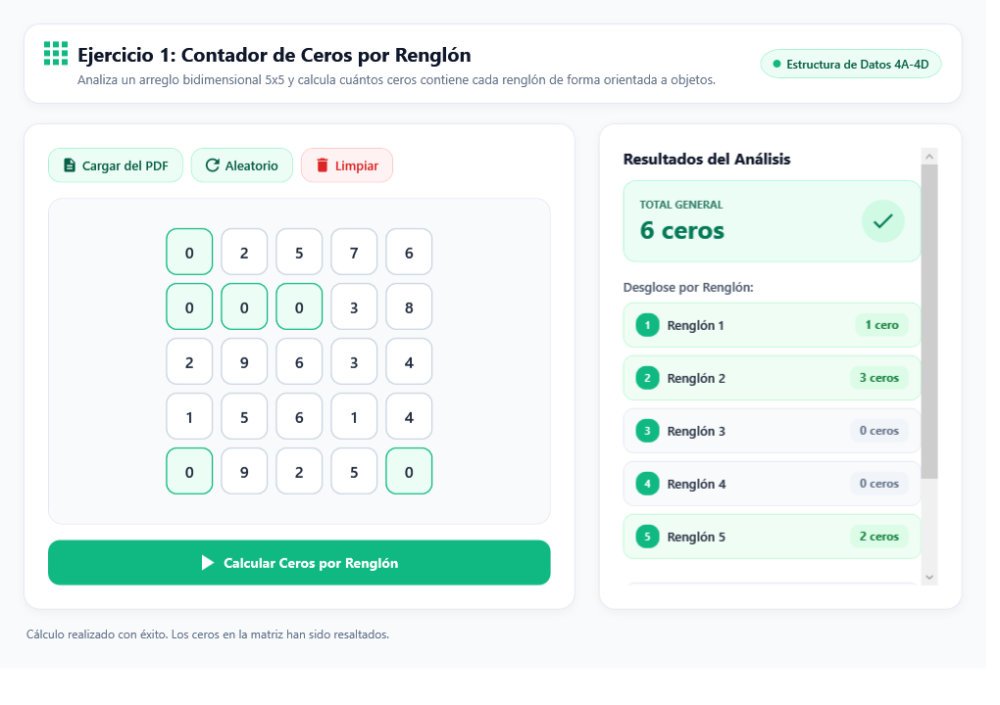 Ejercicio 1: Contador de Ceros por Renglón
Analiza un arreglo bidimensional 5x5 y calcula cuántos ceros contiene cada renglón de forma orientada a objetos.
Estructura de Datos 4A-4D
Cargar del PDF
Aleatorio
Limpiar
0 2 5 7 6
0 0 0 3 8
2 9 6 3 4
1 5 6 1 4
0 9 2 5 0
Calcular Ceros por Renglón
Resultados del Análisis
TOTAL GENERAL
6 ceros
Desglose por Renglón:
1 Renglón 1 1 cero
2 Renglón 2 3 ceros
3 Renglón 3 0 ceros
4 Renglón 4 0 ceros
5 Renglón 5 2 ceros
Cálculo realizado con éxito. Los ceros en la matriz han sido resaltados.